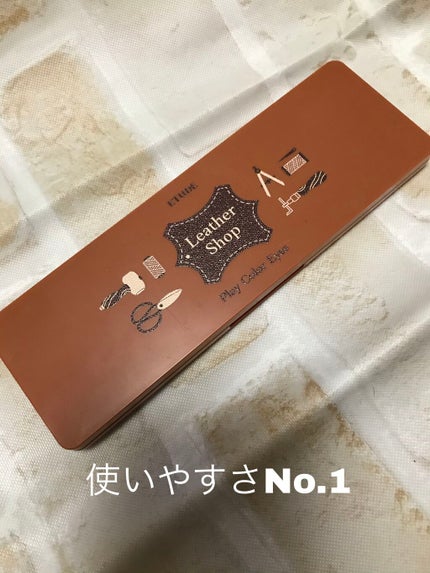 ETUDE
Leather
Shop
Play Color Eyes
使いやすさNo.1